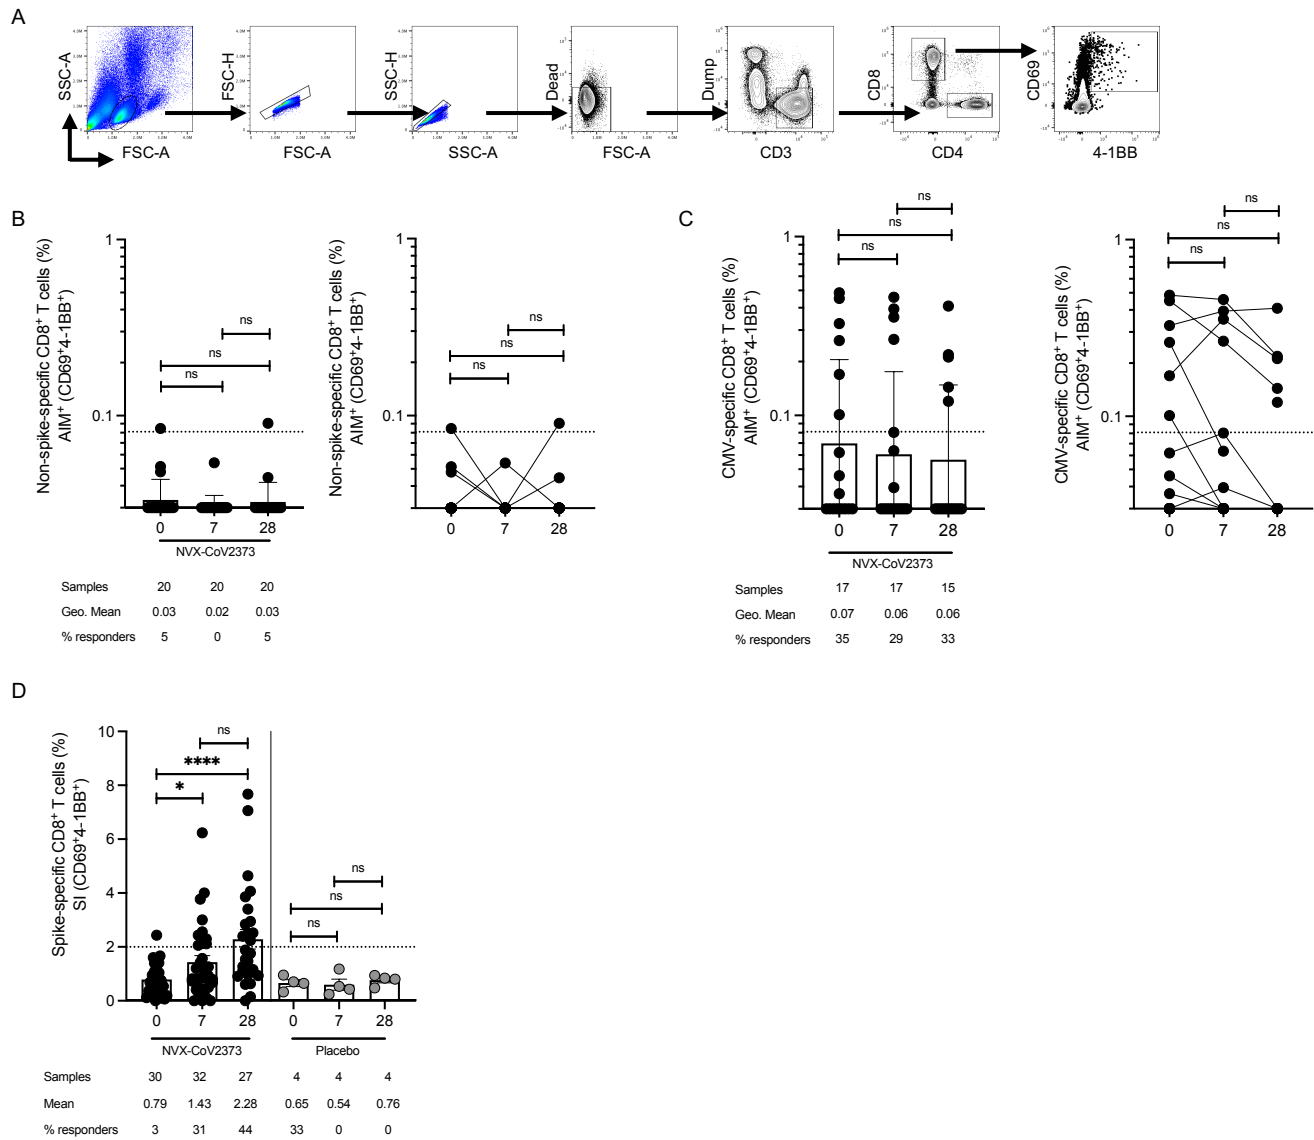 A
SSC-A
FSC-A
FSC-H
FSC-A
SSC-H
SSC-A
Dead
FSC-A
Dump
CD3
CD8
CD4
CD69
4-1BB
B
Non-spike-specific CD8⁺ T cells (%)
AIM⁺ (CD69⁺4-1BB⁺)
1
0.1
ns
ns
ns
0 7 28
NVX-CoV2373
Non-spike-specific CD8⁺ T cells (%)
AIM⁺ (CD69⁺4-1BB⁺)
1
0.1
ns
ns
ns
0 7 28
Samples 20 20 20
Geo. Mean 0.03 0.02 0.03
% responders 5 0 5
C
CMV-specific CD8⁺ T cells (%)
AIM⁺ (CD69⁺4-1BB⁺)
1
0.1
ns
ns
ns
0 7 28
NVX-CoV2373
CMV-specific CD8⁺ T cells (%)
AIM⁺ (CD69⁺4-1BB⁺)
1
0.1
ns
ns
ns
0 7 28
Samples 17 17 15
Geo. Mean 0.07 0.06 0.06
% responders 35 29 33
D
Spike-specific CD8⁺ T cells (%)
SI (CD69⁺4-1BB⁺)
10
8
6
4
2
0
ns
****
*
ns
ns
ns
0 7 28 0 7 28
NVX-CoV2373 Placebo
Samples 30 32 27 4 4 4
Mean 0.79 1.43 2.28 0.65 0.54 0.76
% responders 3 31 44 33 0 0